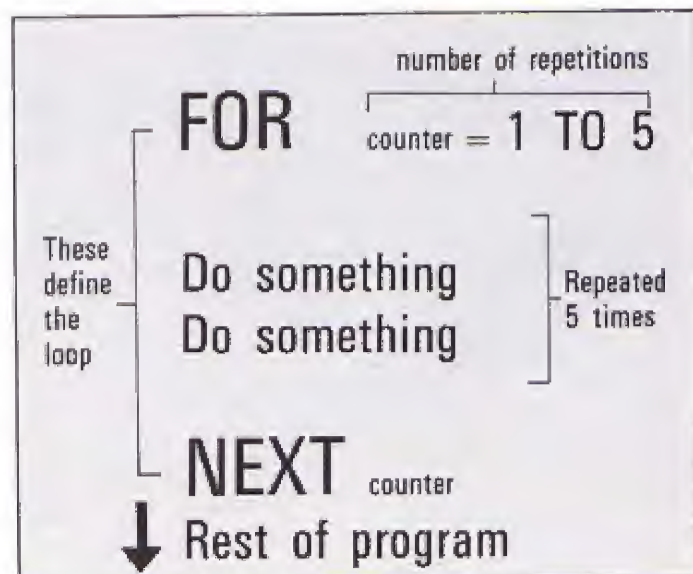 number of repetitions
FOR counter = 1 TO 5
These
define
the
loop
Do something
Do something
Repeated
5 times
NEXT counter
Rest of program